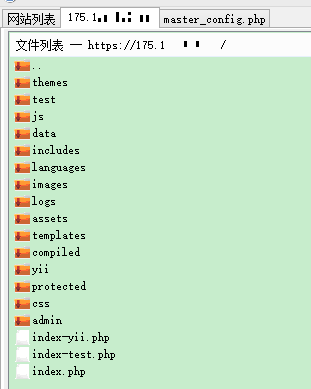 网站列表 175.1 master_config.php
文件列表 — https://175.1 /
..
themes
test
js
data
includes
languages
images
logs
assets
templates
compiled
yii
protected
css
admin
index-yii.php
index-test.php
index.php